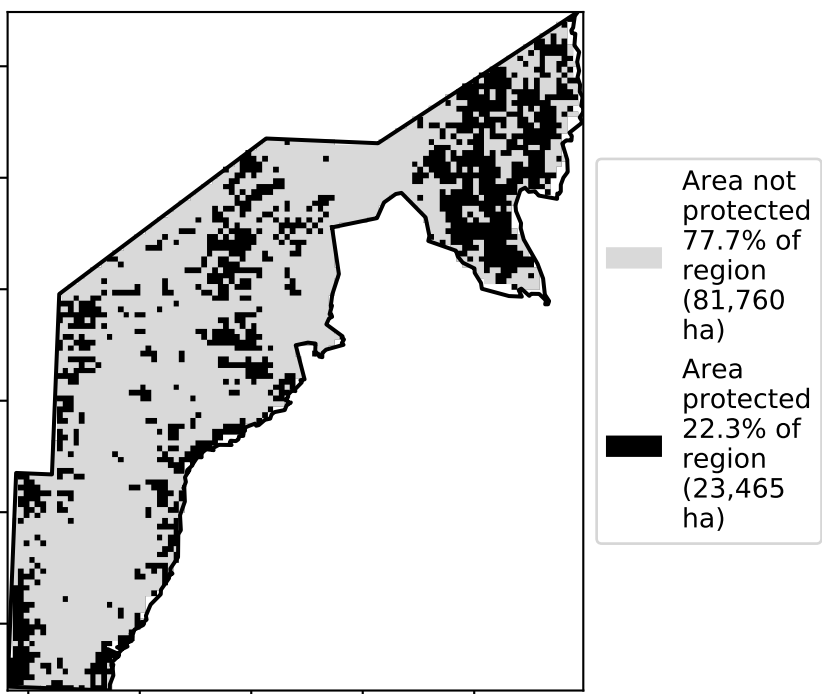 Area not
protected
77.7% of
region
(81,760
ha)
Area
protected
22.3% of
region
(23,465
ha)